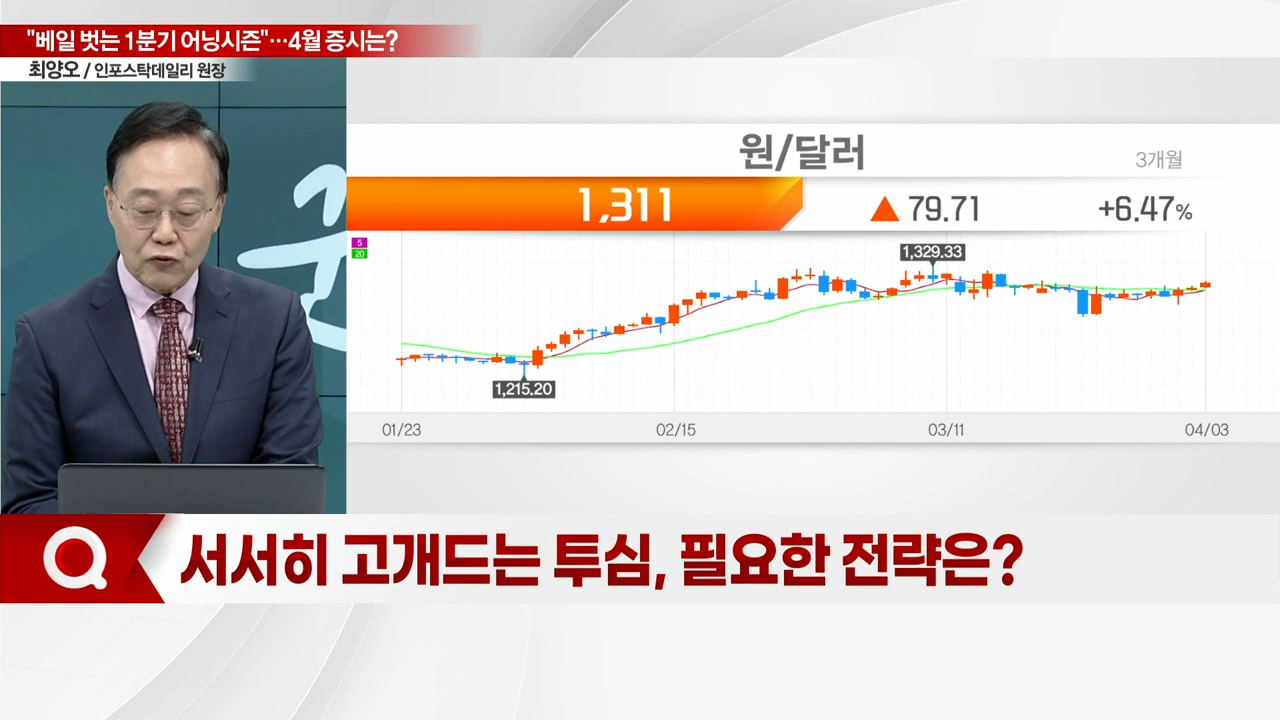 "베일 벗는 1분기 어닝시즌"…4월 증시는?
최양오 / 인포스탁데일리 원장
원/달러
3개월
1,311 ▲ 79.71 +6.47%
5
20
1,329.33
1,215.20
01/23 02/15 03/11 04/03
Q 서서히 고개드는 투심, 필요한 전략은?